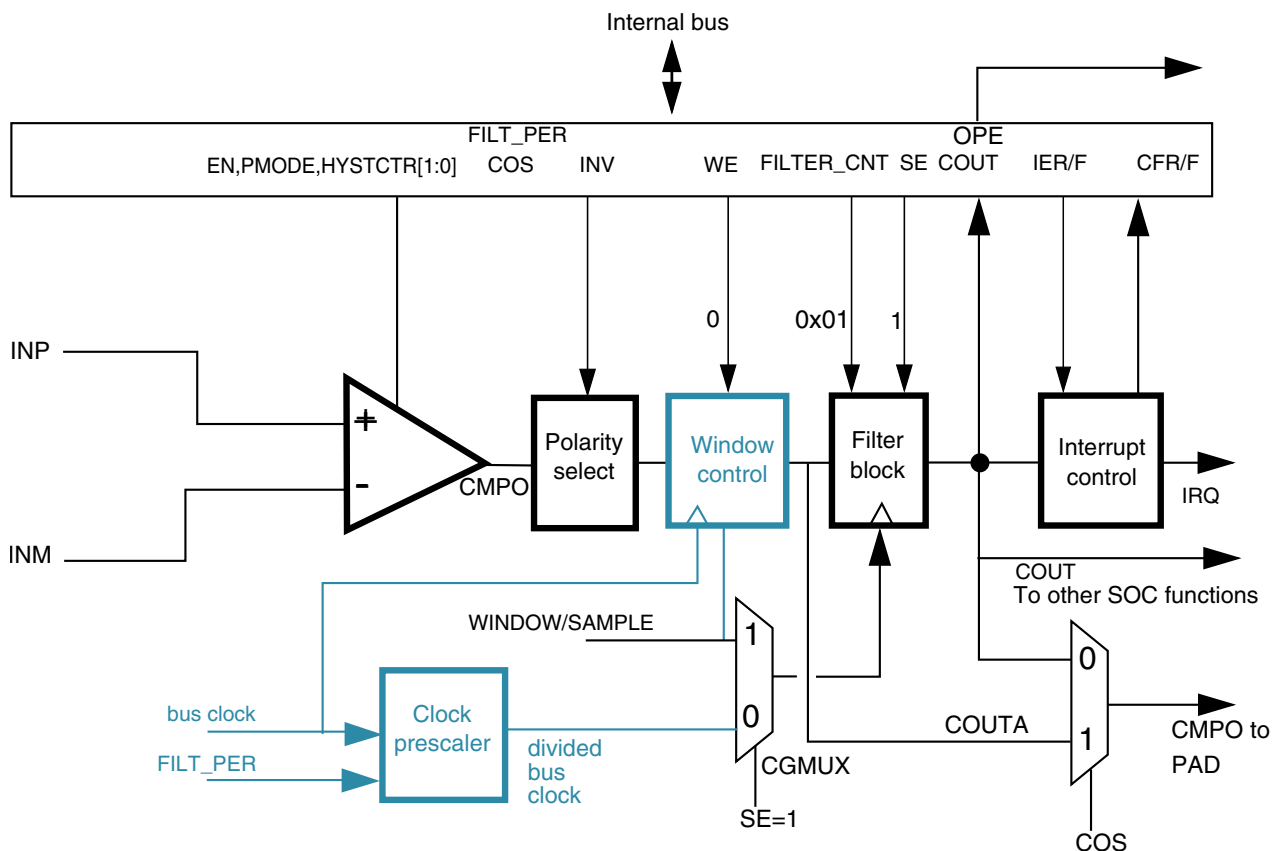 Internal bus
FILT_PER
OPE
EN,PMODE,HYSTCTR[1:0]
COS
INV
WE
FILTER_CNT
SE
COUT
IER/F
CFR/F
0
0x01
1
INP
+
-
INM
CMPO
Polarity
select
Window
control
Filter
block
Interrupt
control
IRQ
COUT
To other SOC functions
WINDOW/SAMPLE
1
0
CGMUX
SE=1
bus clock
FILT_PER
Clock
prescaler
divided
bus
clock
COUTA
0
1
CMPO to
PAD
COS